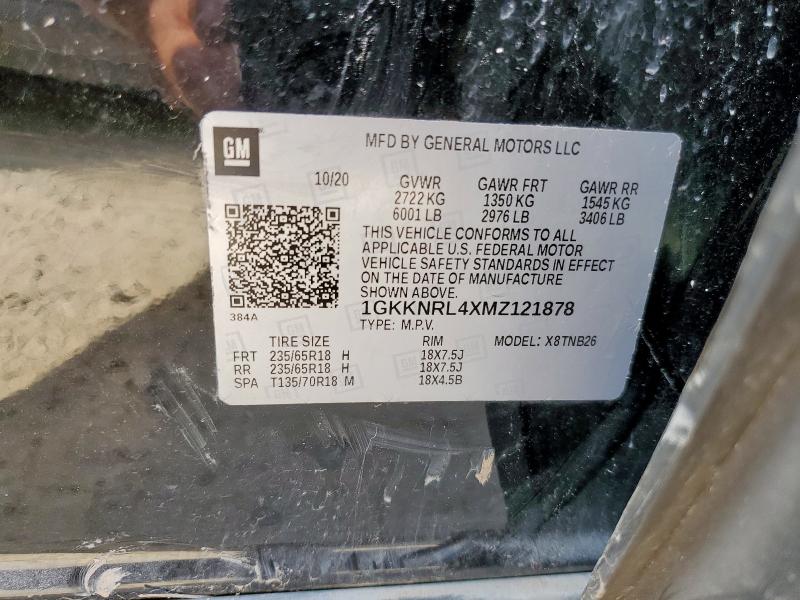 GM
MFD BY GENERAL MOTORS LLC
10/20 GVWR GAWR FRT GAWR RR
2722 KG 1350 KG 1545 KG
6001 LB 2976 LB 3406 LB
THIS VEHICLE CONFORMS TO ALL
APPLICABLE U.S. FEDERAL MOTOR
VEHICLE SAFETY STANDARDS IN EFFECT
ON THE DATE OF MANUFACTURE
SHOWN ABOVE.
1GKKNRL4XMZ121878
384A
TYPE: M.P.V.
TIRE SIZE RIM MODEL: X8TNB26
FRT 235/65R18 H 18X7.5J
RR 235/65R18 H 18X7.5J
SPA T135/70R18 M 18X4.5B